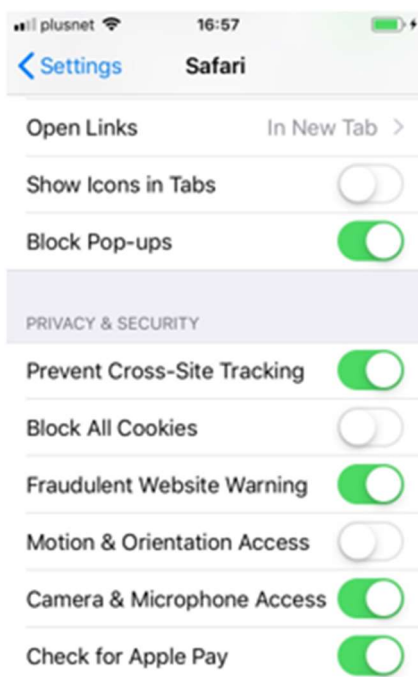 plusnet 16:57
Settings Safari
Open Links In New Tab
Show Icons in Tabs
Block Pop-ups
PRIVACY & SECURITY
Prevent Cross-Site Tracking
Block All Cookies
Fraudulent Website Warning
Motion & Orientation Access
Camera & Microphone Access
Check for Apple Pay